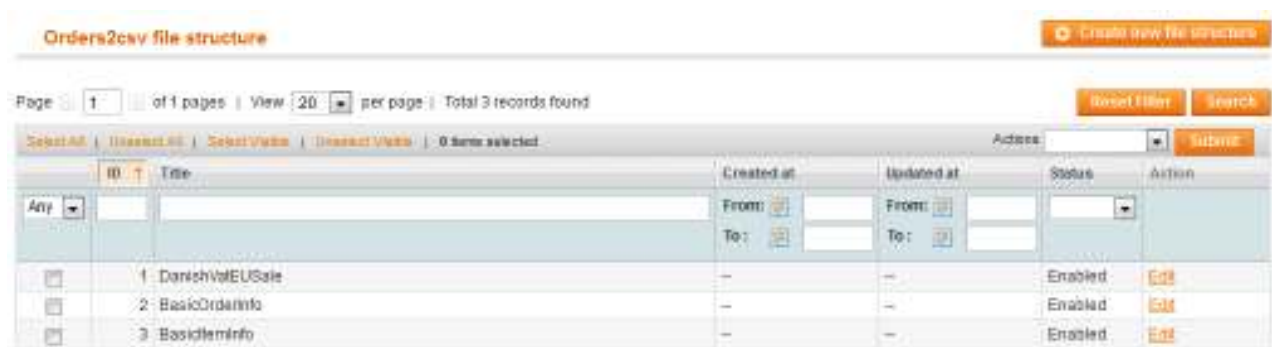 Orders2csv file structure
Create new file structure
Page 1 of 1 pages | View 20 per page | Total 3 records found
Reset Filter Search
Select All | Unselect All | Select Visible | Unselect Visible | 0 items selected
Actions Submit
ID Title Created at Updated at Status Action
Any From: From:
To : To :
1 DanishVatEUSale -- -- Enabled Edit
2 BasicOrderInfo -- -- Enabled Edit
3 BasicItemInfo -- -- Enabled Edit